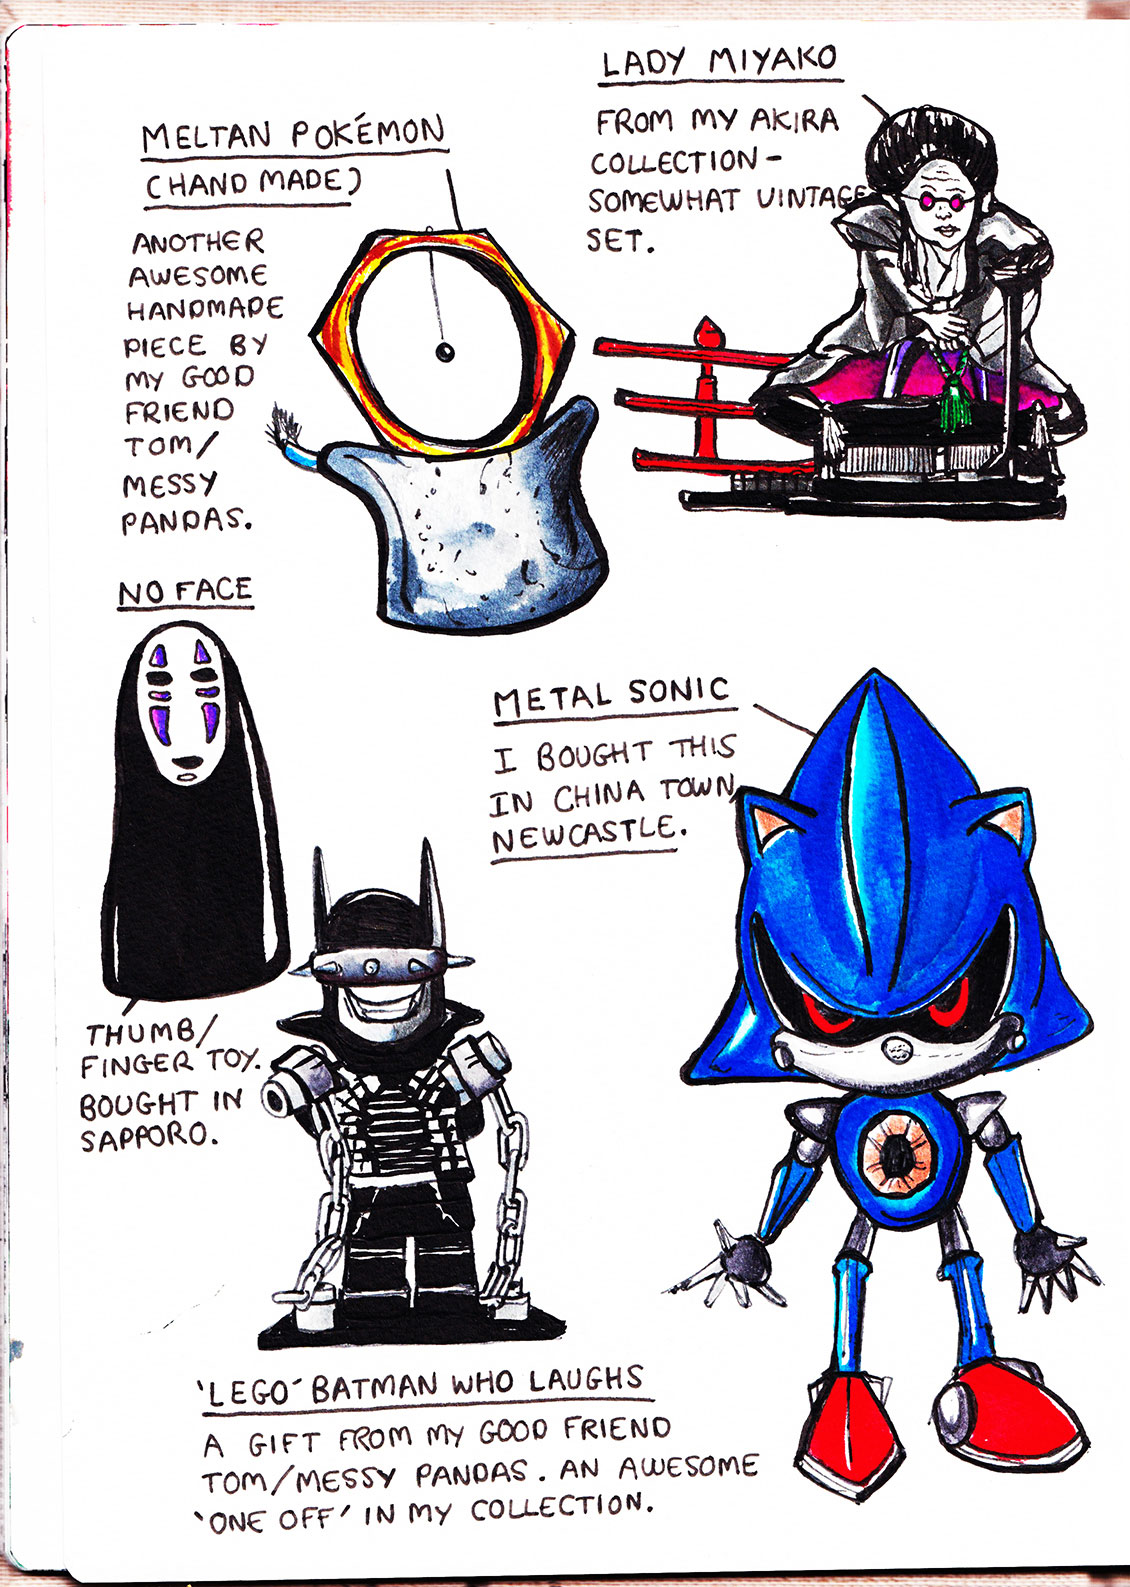 LADY MIYAKO
FROM MY AKIRA
COLLECTION-
SOMEWHAT VINTAGE
SET.
MELTAN POKÉMON
(HAND MADE)
ANOTHER
AWESOME
HANDMADE
PIECE BY
MY GOOD
FRIEND
TOM/
MESSY
PANDAS.
NO FACE
THUMB/
FINGER TOY.
BOUGHT IN
SAPPORO.
METAL SONIC
I BOUGHT THIS
IN CHINA TOWN,
NEWCASTLE.
'LEGO' BATMAN WHO LAUGHS
A GIFT FROM MY GOOD FRIEND
TOM/MESSY PANDAS. AN AWESOME
'ONE OFF' IN MY COLLECTION.